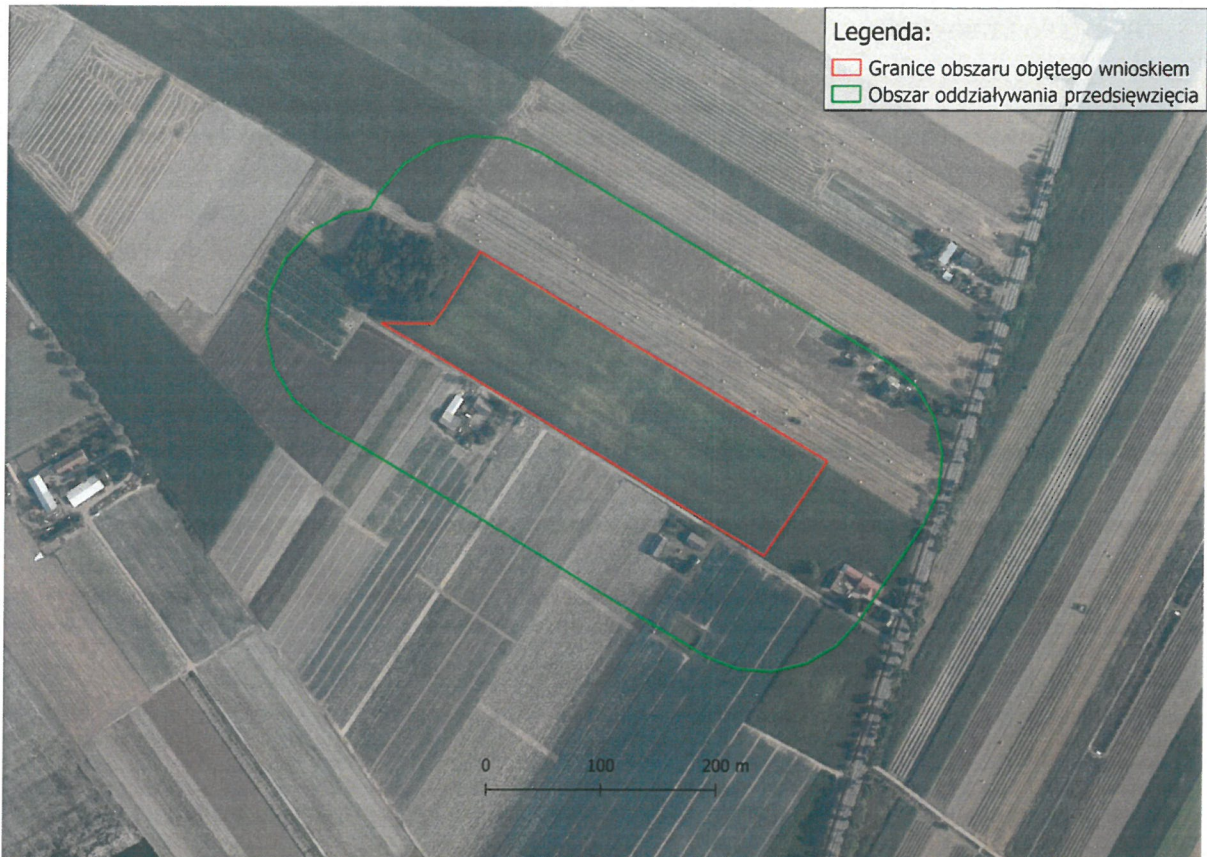 Legenda:
Granice obszaru objętego wnioskiem
Obszar oddziaływania przedsięwzięcia
0 100 200 m